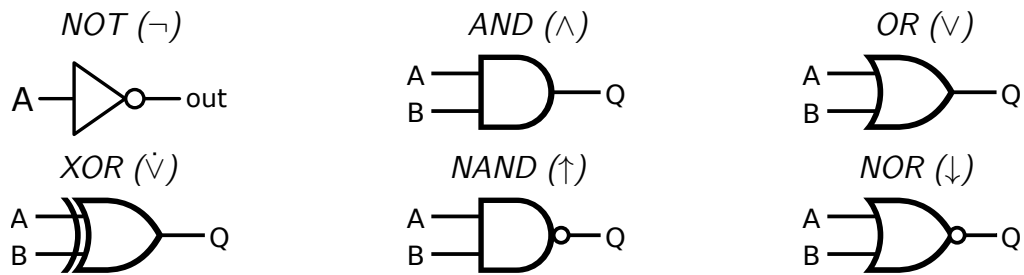 NOT (¬) AND (∧) OR (∨)
A out A B Q A B Q
XOR (∨̇) NAND (↑) NOR (↓)
A B Q A B Q A B Q